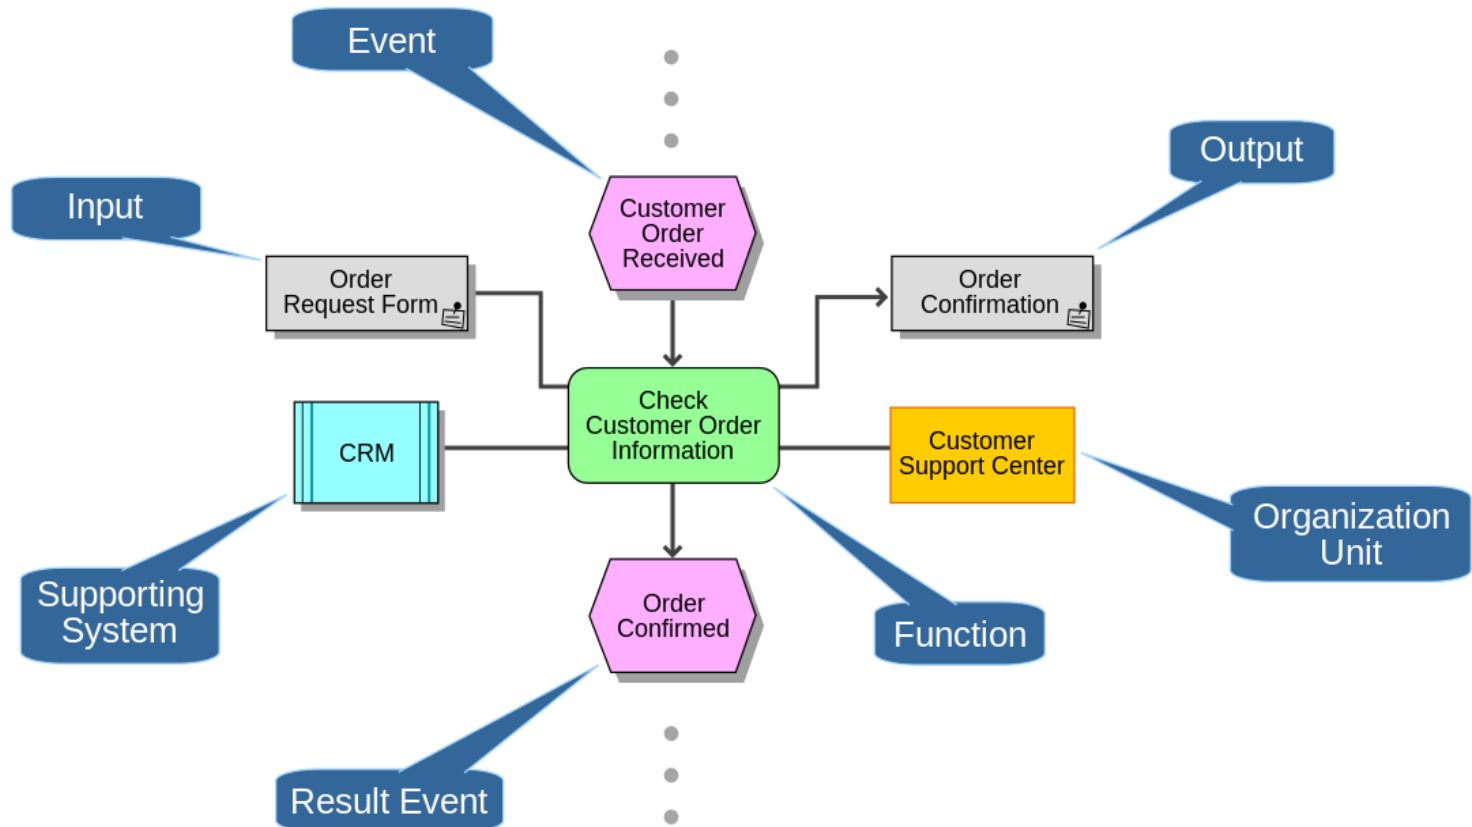 Event
Output
Input
Customer
Order
Received
Order
Request Form
Order
Confirmation
Check
Customer Order
Information
CRM
Customer
Support Center
Organization
Unit
Supporting
System
Order
Confirmed
Function
Result Event